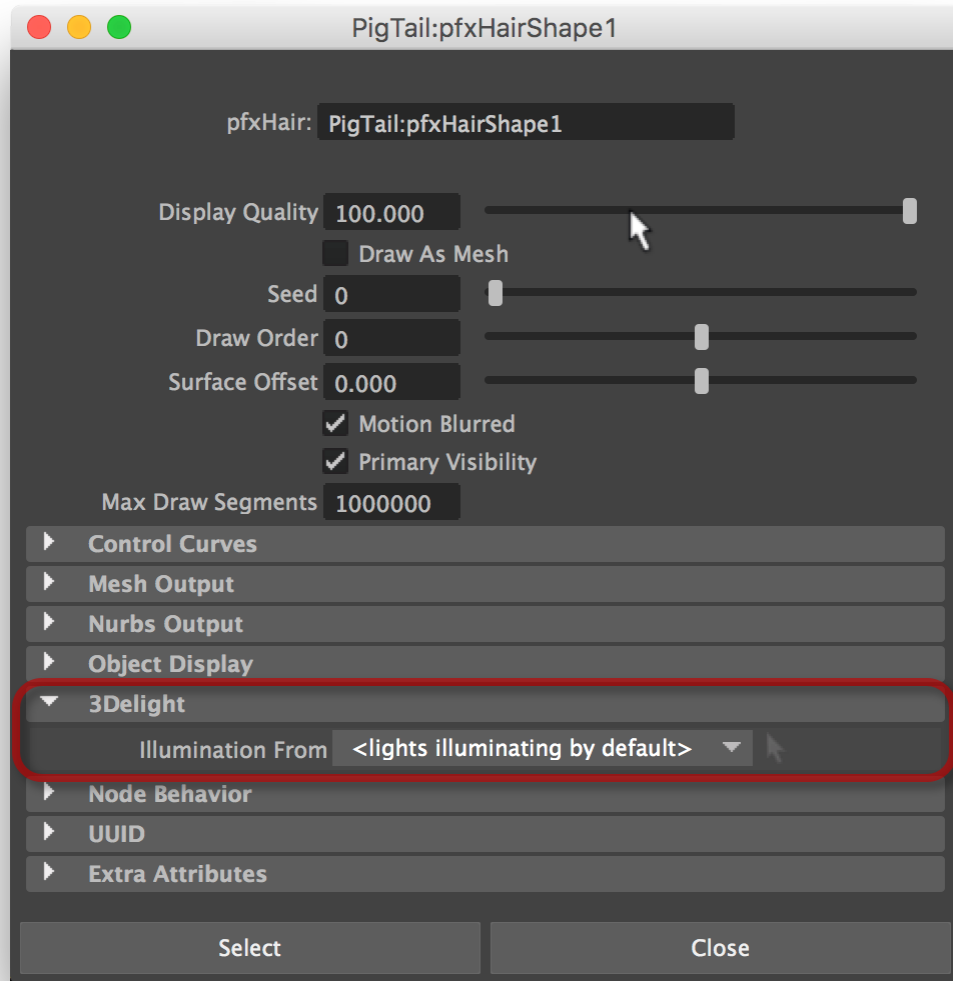 PigTail:pfxHairShape1
pfxHair: PigTail:pfxHairShape1
Display Quality 100.000
Draw As Mesh
Seed 0
Draw Order 0
Surface Offset 0.000
Motion Blurred
Primary Visibility
Max Draw Segments 1000000
Control Curves
Mesh Output
Nurbs Output
Object Display
3Delight
Illumination From <lights illuminating by default>
Node Behavior
UUID
Extra Attributes
Select Close